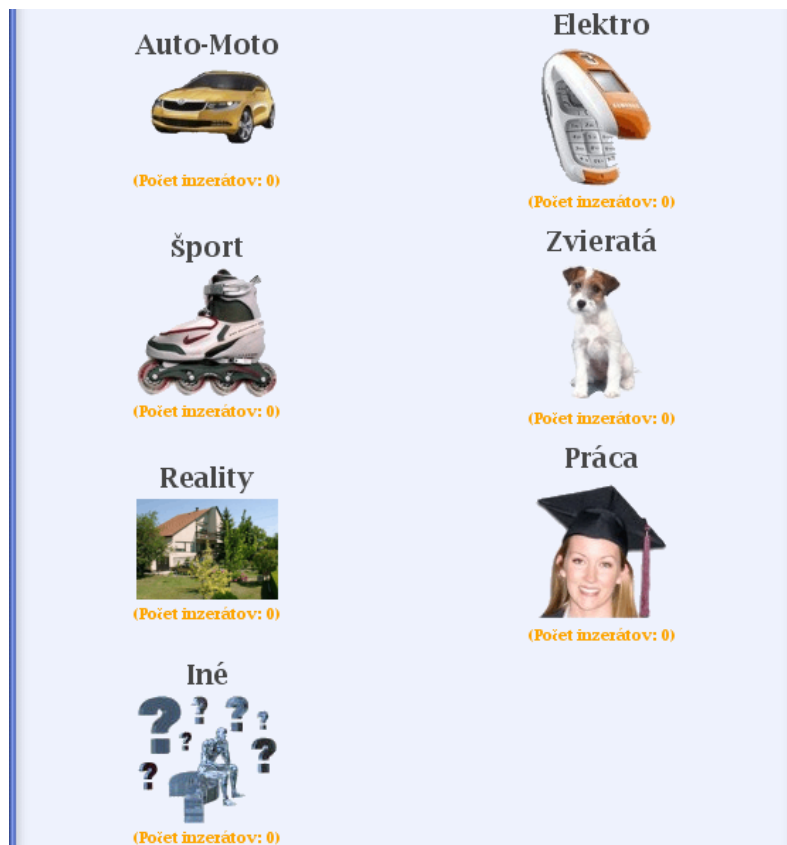 Auto-Moto
Elektro
(Počet inzerátov: 0)
(Počet inzerátov: 0)
šport
Zvieratá
(Počet inzerátov: 0)
(Počet inzerátov: 0)
Reality
Práca
(Počet inzerátov: 0)
(Počet inzerátov: 0)
Iné
(Počet inzerátov: 0)